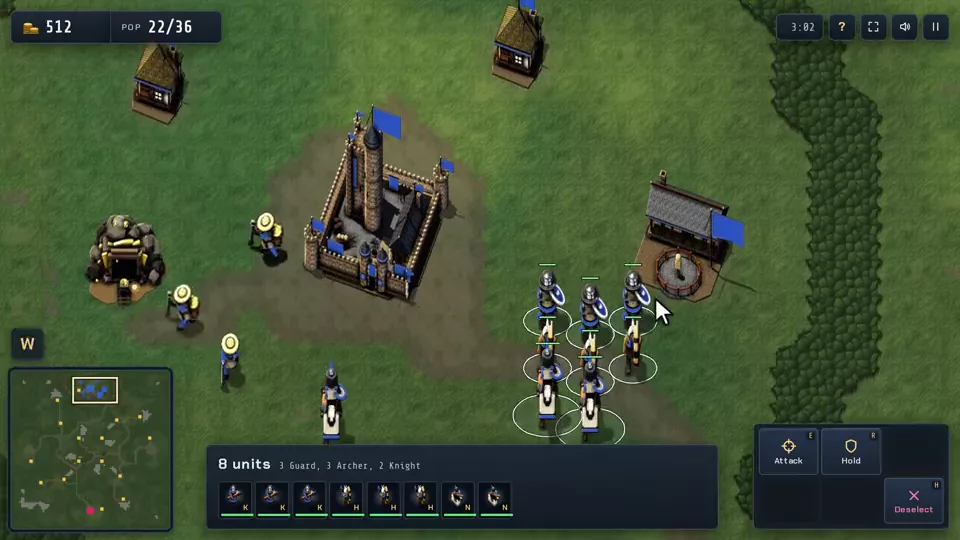 512
POP 22/36
3:02
?
W
8 units 3 Guard, 3 Archer, 2 Knight
K K K H H H N N
E
Attack
R
Hold
H
Deselect